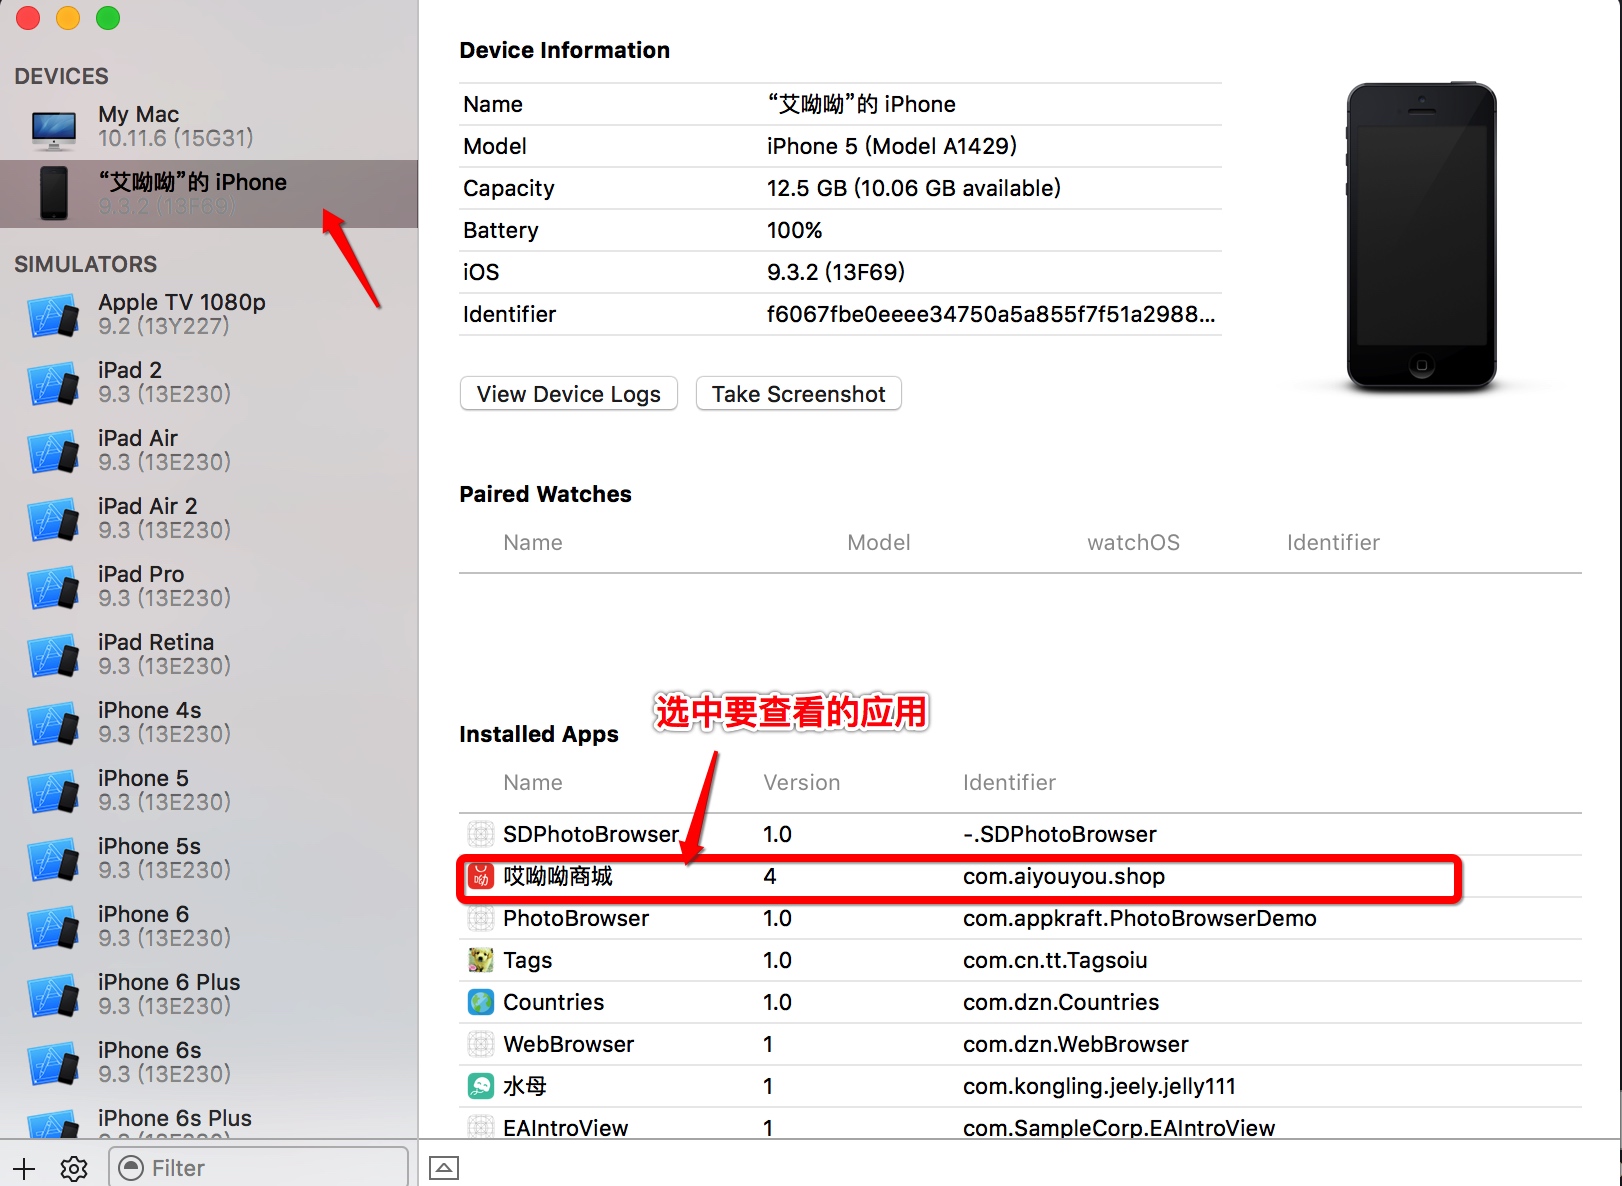 DEVICES
My Mac
10.11.6 (15G31)
“艾呦呦”的 iPhone
9.3.2 (13F69)
SIMULATORS
Apple TV 1080p
9.2 (13Y227)
iPad 2
9.3 (13E230)
iPad Air
9.3 (13E230)
iPad Air 2
9.3 (13E230)
iPad Pro
9.3 (13E230)
iPad Retina
9.3 (13E230)
iPhone 4s
9.3 (13E230)
iPhone 5
9.3 (13E230)
iPhone 5s
9.3 (13E230)
iPhone 6
9.3 (13E230)
iPhone 6 Plus
9.3 (13E230)
iPhone 6s
9.3 (13E230)
iPhone 6s Plus
9.3 (13E230)
Filter
Device Information
Name “艾呦呦”的 iPhone
Model iPhone 5 (Model A1429)
Capacity 12.5 GB (10.06 GB available)
Battery 100%
iOS 9.3.2 (13F69)
Identifier f6067fbe0eeee34750a5a855f7f51a2988...
View Device Logs Take Screenshot
Paired Watches
Name Model watchOS Identifier
选中要查看的应用
Installed Apps
Name Version Identifier
SDPhotoBrowser 1.0 -.SDPhotoBrowser
呦 哎呦呦商城 4 com.aiyouyou.shop
PhotoBrowser 1.0 com.appkraft.PhotoBrowserDemo
Tags 1.0 com.cn.tt.Tagsoiu
Countries 1.0 com.dzn.Countries
WebBrowser 1 com.dzn.WebBrowser
水母 1 com.kongling.jeely.jelly111
EAIntroView 1 com.SampleCorp.EAIntroView